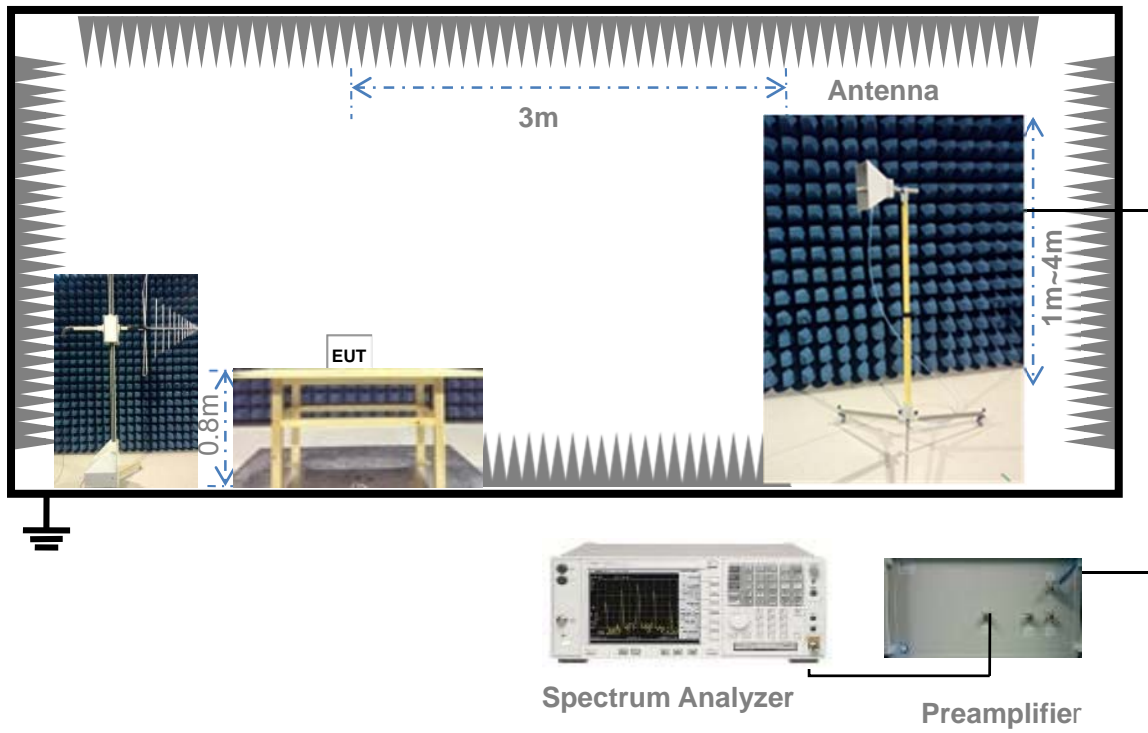 Antenna
3m
1m~4m
EUT
0.8m
Spectrum Analyzer
Preamplifier